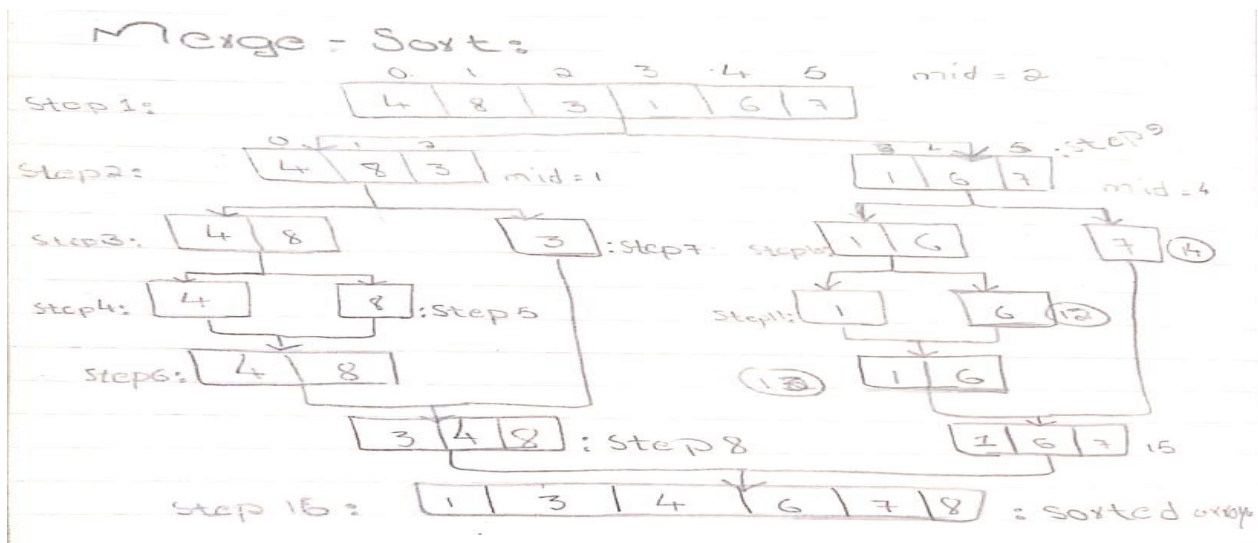 Merge - Sort:
0 1 2 3 4 5 mid = 2
Step 1: 4 8 3 1 6 7
0 1 2 3 4 5 : step 9
Step 2: 4 8 3 mid = 1 1 6 7 mid = 4
Step 3: 4 8 3 : Step 7 Step 10: 1 6 7 14
Step 4: 4 8 : Step 5 Step 11: 1 6 12
Step 6: 4 8 13 1 6
3 4 8 : Step 8 1 6 7 15
Step 16: 1 3 4 6 7 8 : Sorted array